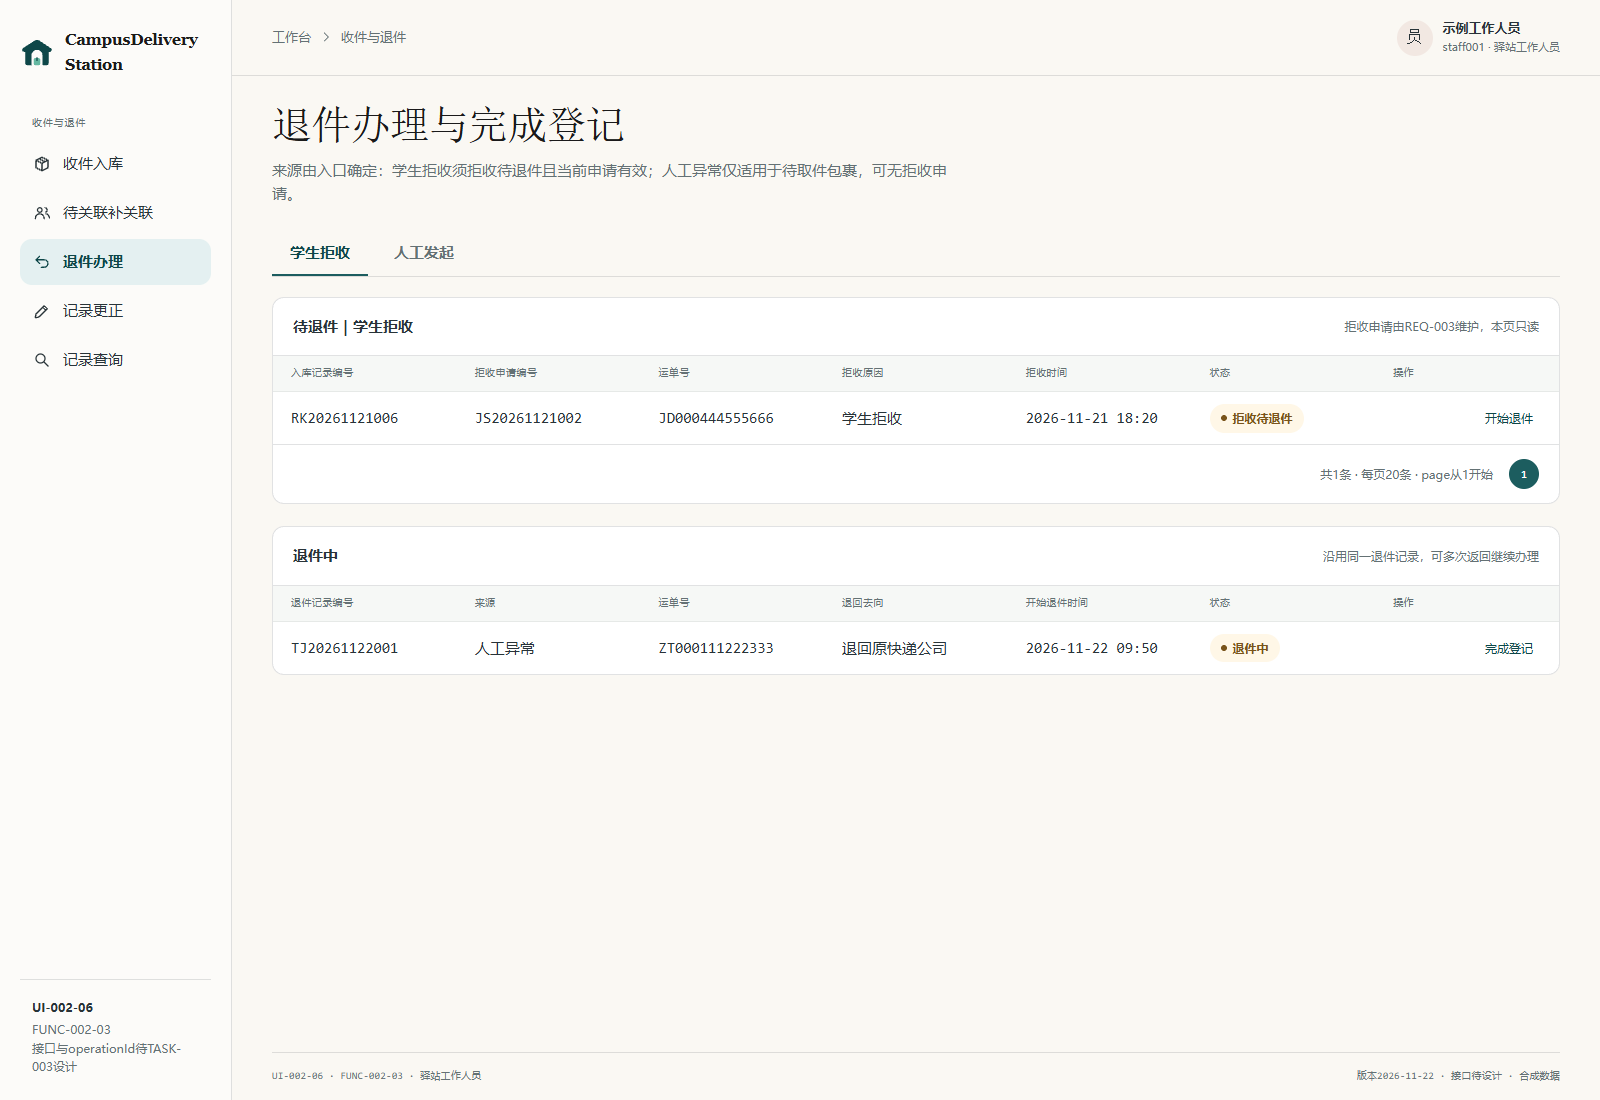 CampusDelivery
Station
收件与退件
收件入库
待关联补关联
退件办理
记录更正
记录查询
UI-002-06
FUNC-002-03
接口与operationId待TASK-
003设计
工作台 > 收件与退件
员
示例工作人员
staff001 · 驿站工作人员
退件办理与完成登记
来源由入口确定：学生拒收须拒收待退件且当前申请有效；人工异常仅适用于待取件包裹，可无拒收申
请。
学生拒收 人工发起
待退件 | 学生拒收 拒收申请由REQ-003维护，本页只读
入库记录编号 拒收申请编号 运单号 拒收原因 拒收时间 状态 操作
RK20261121006 JS20261121002 JD000444555666 学生拒收 2026-11-21 18:20 拒收待退件 开始退件
共1条 · 每页20条 · page从1开始 1
退件中 沿用同一退件记录，可多次返回继续办理
退件记录编号 来源 运单号 退回去向 开始退件时间 状态 操作
TJ20261122001 人工异常 ZT000111222333 退回原快递公司 2026-11-22 09:50 退件中 完成登记
UI-002-06 · FUNC-002-03 · 驿站工作人员 版本2026-11-22 · 接口待设计 · 合成数据